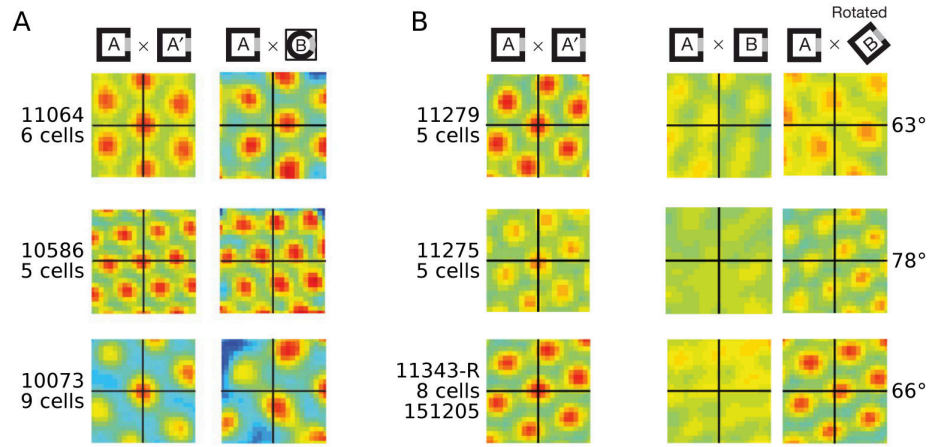 A
B
A × A′
A × B
A × A′
A × B
Rotated
A × B
11064
6 cells
11279
5 cells
63°
10586
5 cells
11275
5 cells
78°
10073
9 cells
11343-R
8 cells
151205
66°